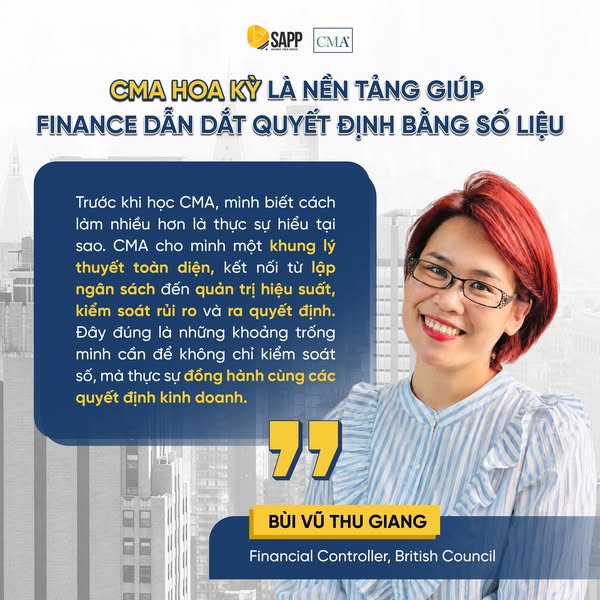 SAPP
CMA
CMA HOA KỲ LÀ NỀN TẢNG GIÚP
FINANCE DẪN DẮT QUYẾT ĐỊNH BẰNG SỐ LIỆU
Trước khi học CMA, mình biết cách
làm nhiều hơn là thực sự hiểu tại
sao. CMA cho mình một khung lý
thuyết toàn diện, kết nối từ lập
ngân sách đến quản trị hiệu suất,
kiểm soát rủi ro và ra quyết định.
Đây đúng là những khoảng trống
mình cần để không chỉ kiểm soát
số, mà thực sự đồng hành cùng các
quyết định kinh doanh.
BÙI VŨ THU GIANG
Financial Controller, British Council